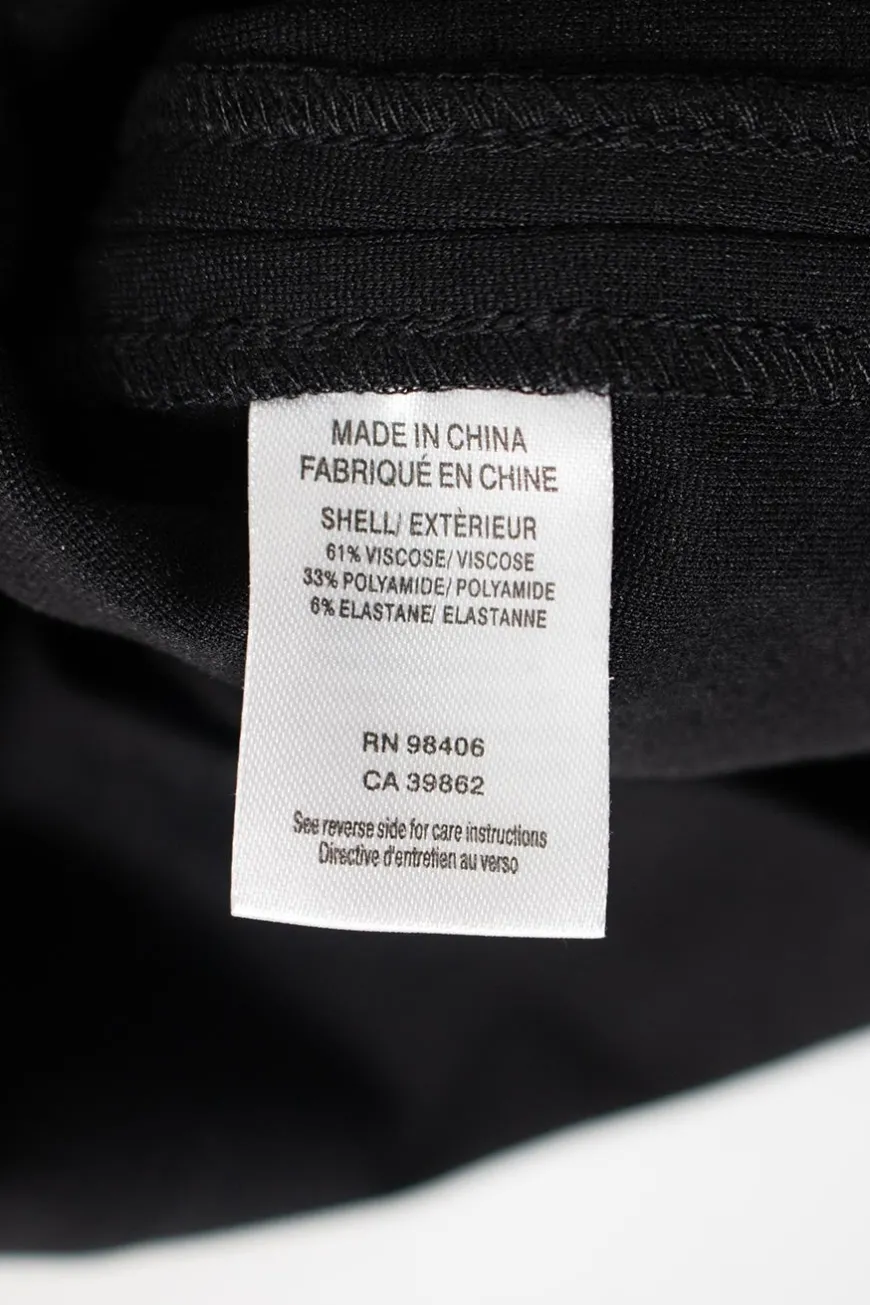 MADE IN CHINA
FABRIQUÉ EN CHINE
SHELL/ EXTÈRIEUR
61% VISCOSE/ VISCOSE
33% POLYAMIDE/ POLYAMIDE
6% ELASTANE/ ELASTANNE
RN 98406
CA 39862
See reverse side for care instructions
Directive d'entretien au verso